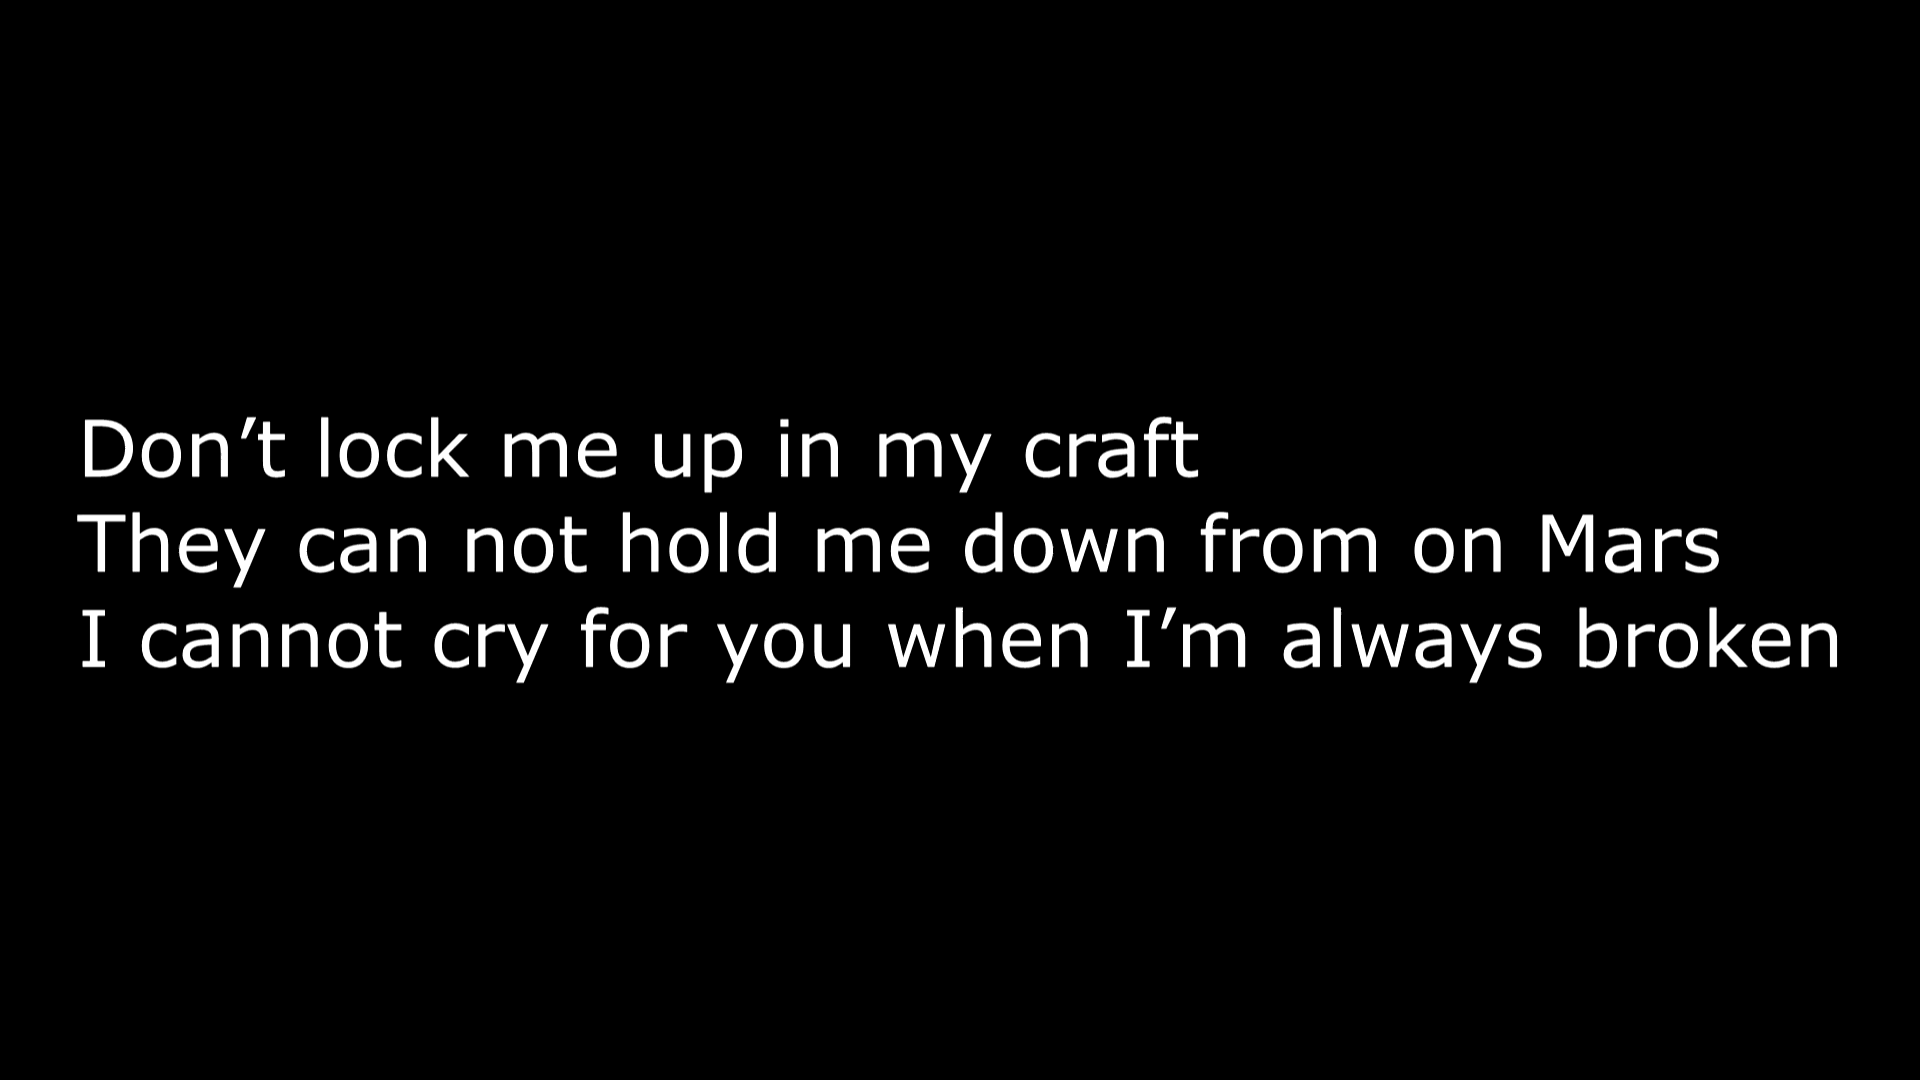 Don’t lock me up in my craft
They can not hold me down from on Mars
I cannot cry for you when I’m always broken